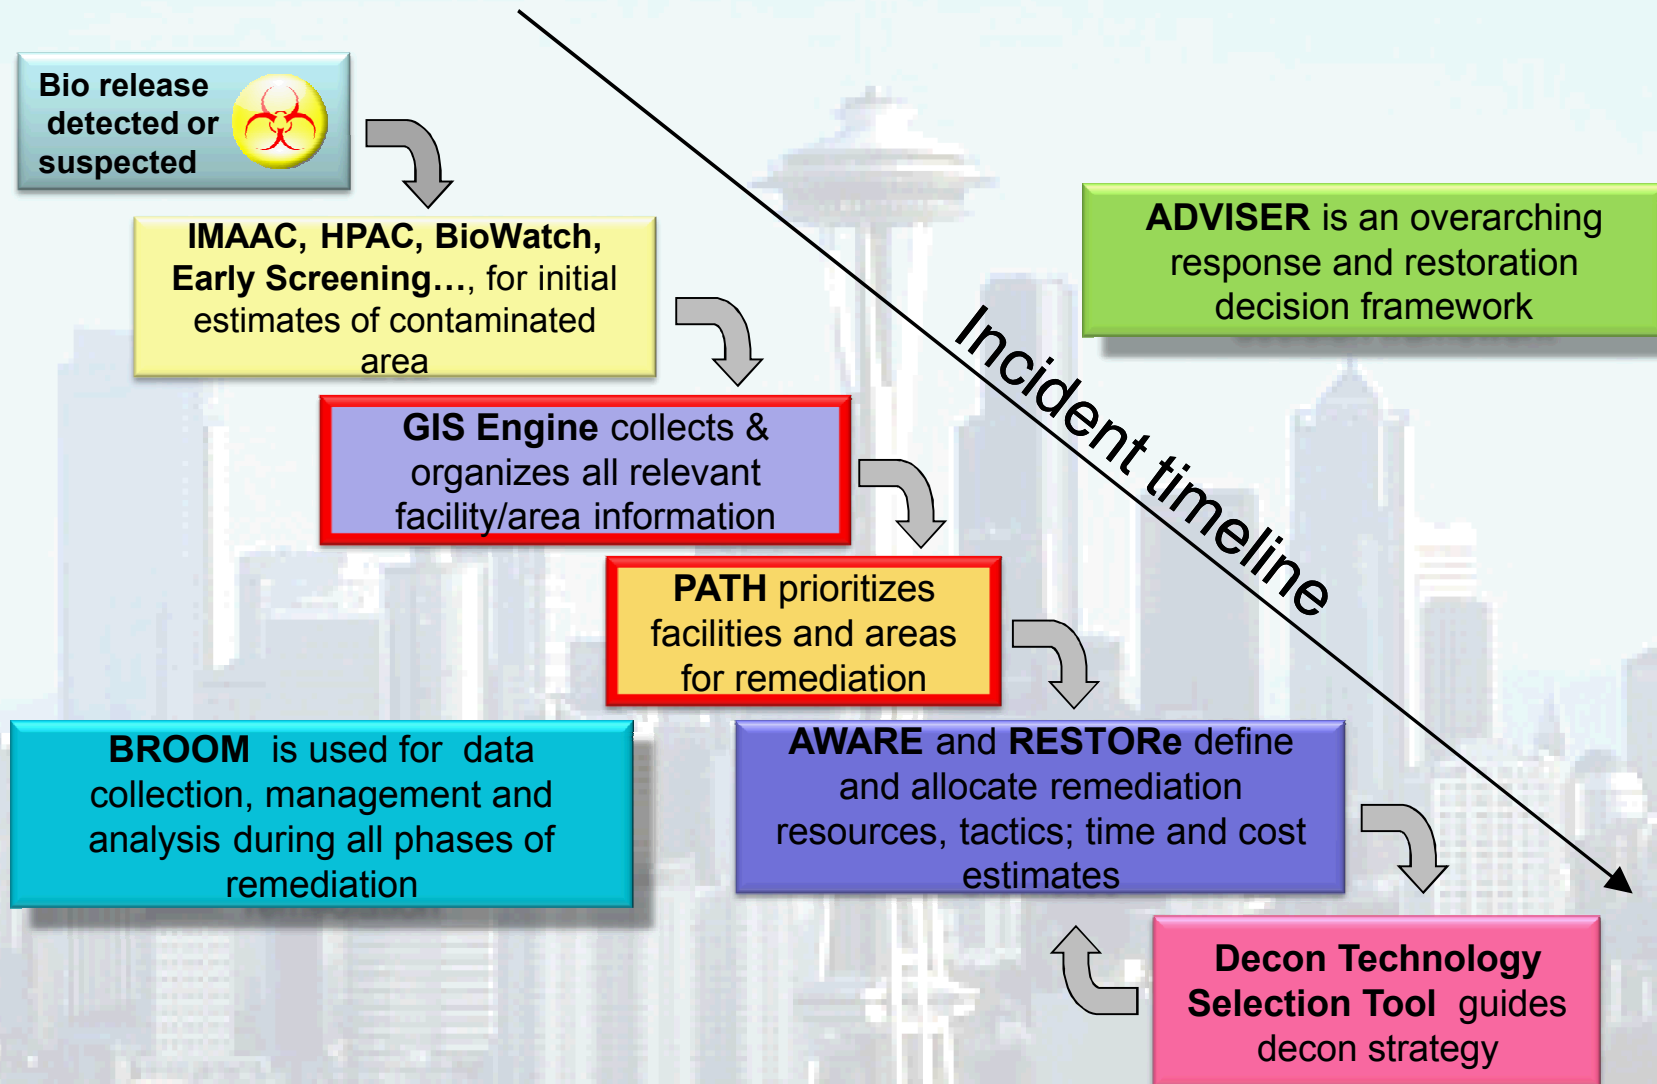 Bio release
detected or
suspected
IMAAC, HPAC, BioWatch,
Early Screening…, for initial
estimates of contaminated
area
ADVISER is an overarching
response and restoration
decision framework
Incident timeline
GIS Engine collects &
organizes all relevant
facility/area information
PATH prioritizes
facilities and areas
for remediation
BROOM is used for data
collection, management and
analysis during all phases of
remediation
AWARE and RESTORe define
and allocate remediation
resources, tactics; time and cost
estimates
Decon Technology
Selection Tool guides
decon strategy